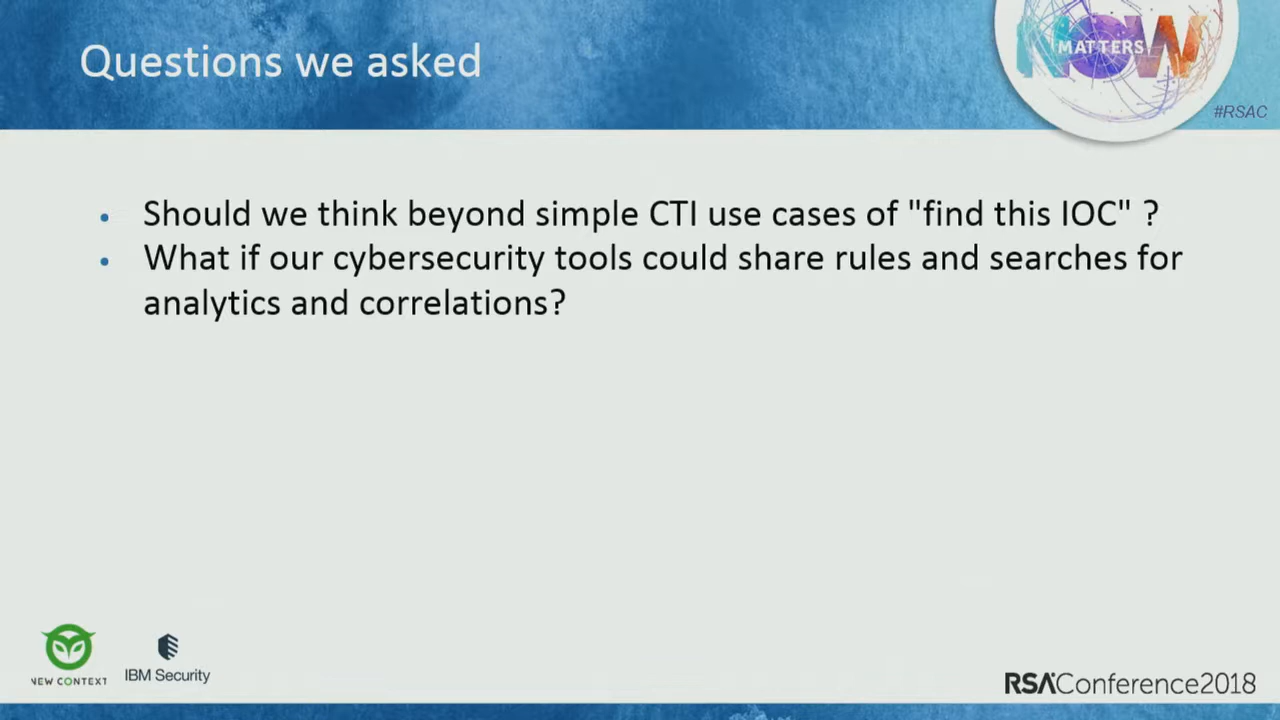 Questions we asked
NOW
MATTERS
#RSAC
• Should we think beyond simple CTI use cases of "find this IOC" ?
• What if our cybersecurity tools could share rules and searches for
analytics and correlations?
NEW CONTEXT
IBM Security
RSAConference2018